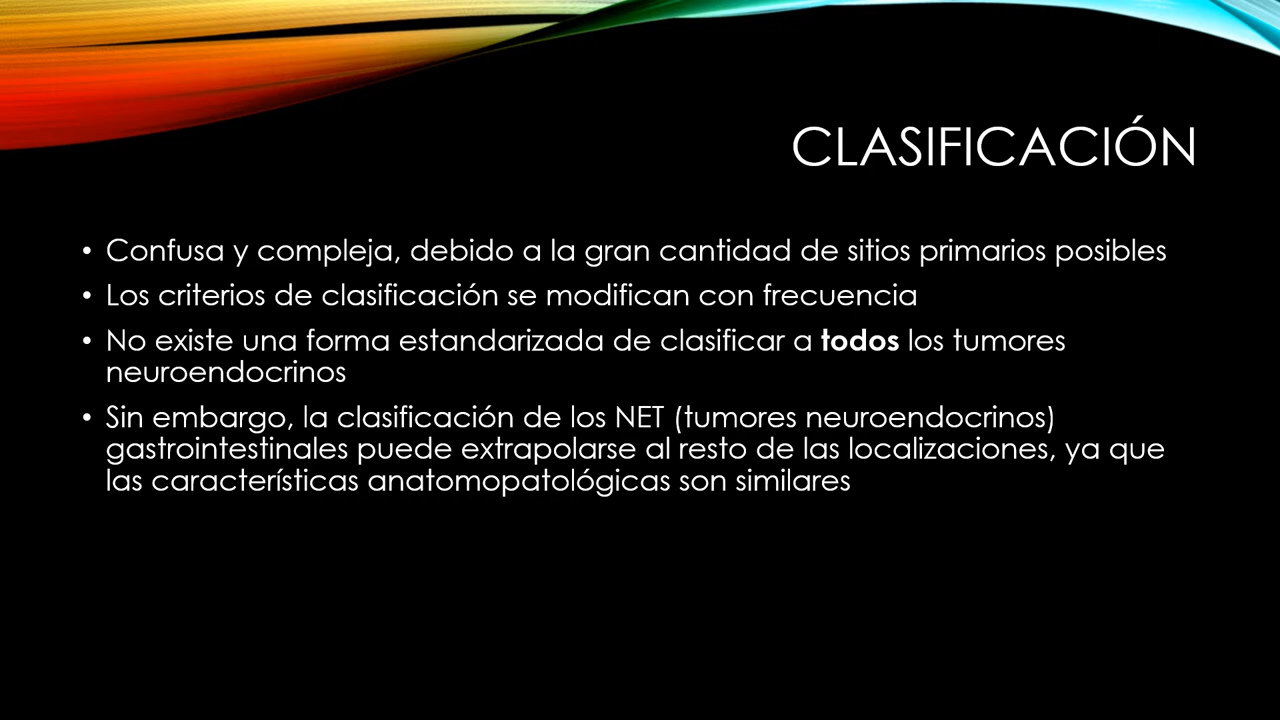 CLASIFICACIÓN
• Confusa y compleja, debido a la gran cantidad de sitios primarios posibles
• Los criterios de clasificación se modifican con frecuencia
• No existe una forma estandarizada de clasificar a todos los tumores
neuroendocrinos
• Sin embargo, la clasificación de los NET (tumores neuroendocrinos)
gastrointestinales puede extrapolarse al resto de las localizaciones, ya que
las características anatomopatológicas son similares